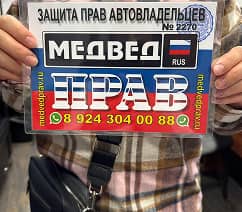 ЗАЩИТА ПРАВ АВТОВЛАДЕЛЬЦЕВ
№ 2270
МЕДВЕД
RUS
ПРАВ
8 924 304 00 88
medvedprav.ru
medvedprav.ru